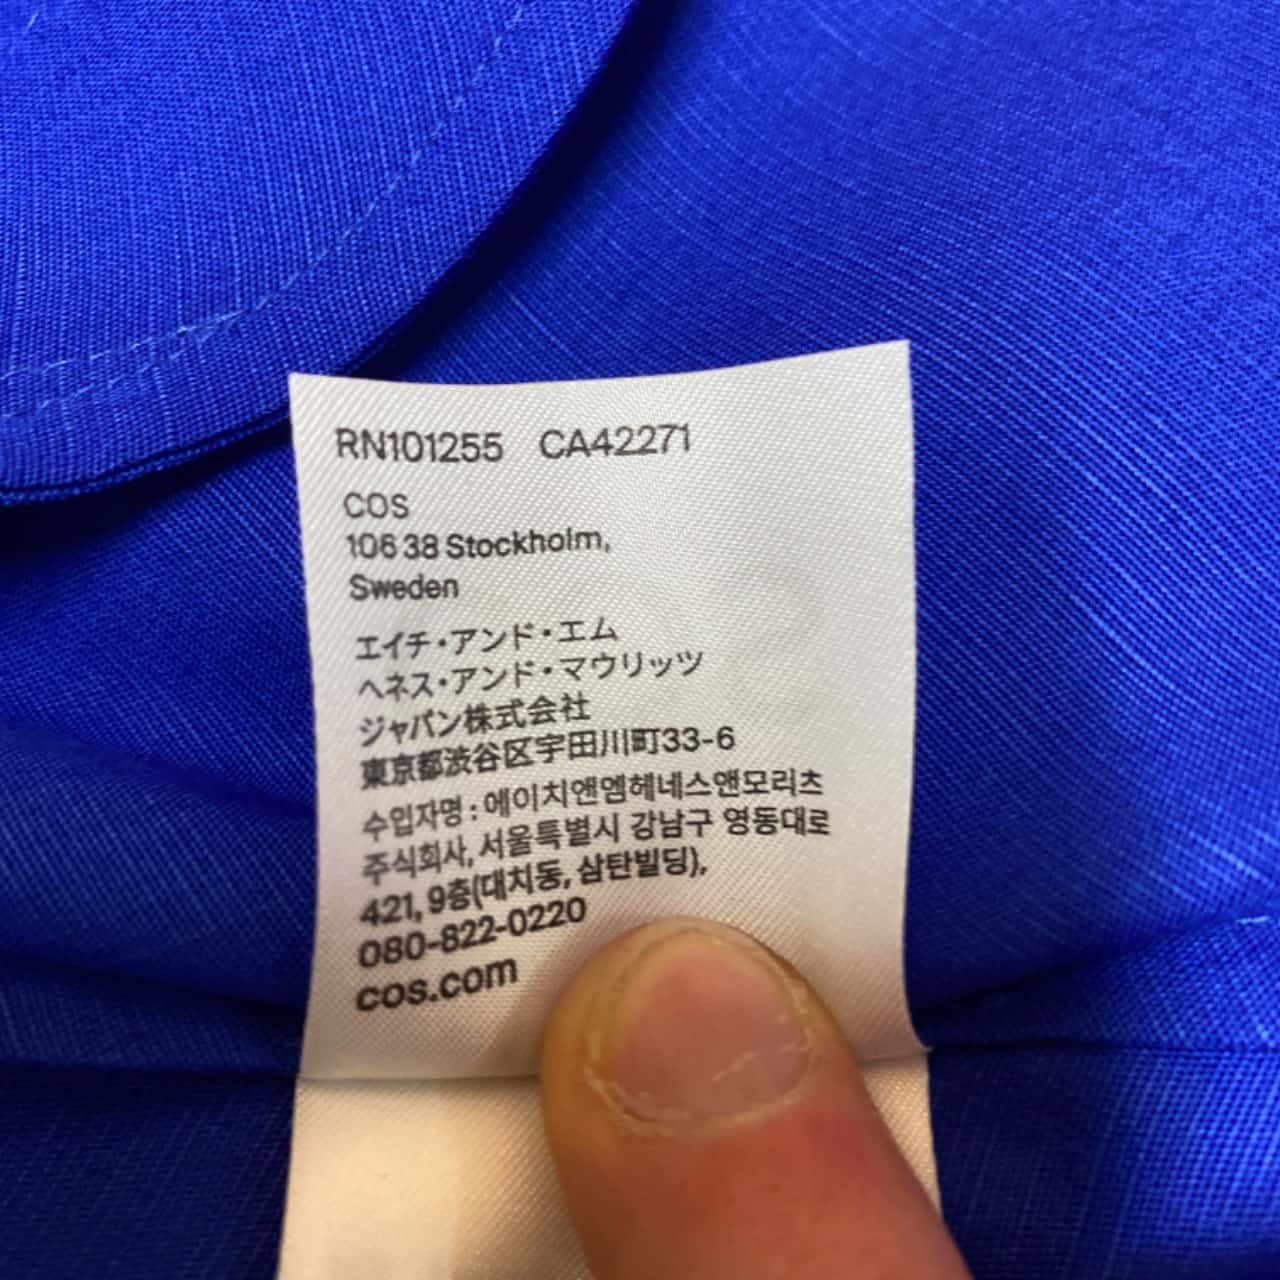 RN101255 CA42271
COS
106 38 Stockholm,
Sweden
エイチ・アンド・エム
ヘネス・アンド・マウリッツ
ジャパン株式会社
東京都渋谷区宇田川町33-6
수입자명 : 에이치앤엠헤네스앤모리츠
주식회사, 서울특별시 강남구 영동대로
421, 9층(대치동, 삼탄빌딩),
080-822-0220
cos.com